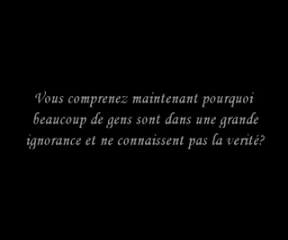 Vous comprenez maintenant pourquoi
beaucoup de gens sont dans une grande
ignorance et ne connaissent pas la verité?